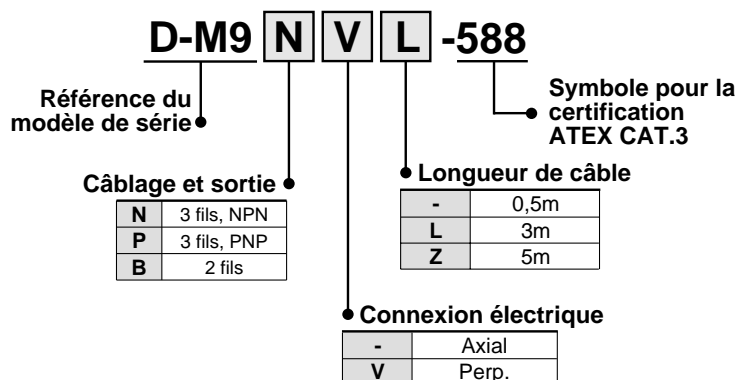 D-M9 N V L -588
Référence du
modèle de série
Symbole pour la
certification
ATEX CAT.3
Câblage et sortie
N 3 fils, NPN
P 3 fils, PNP
B 2 fils
Longueur de câble
- 0,5m
L 3m
Z 5m
Connexion électrique
- Axial
V Perp.